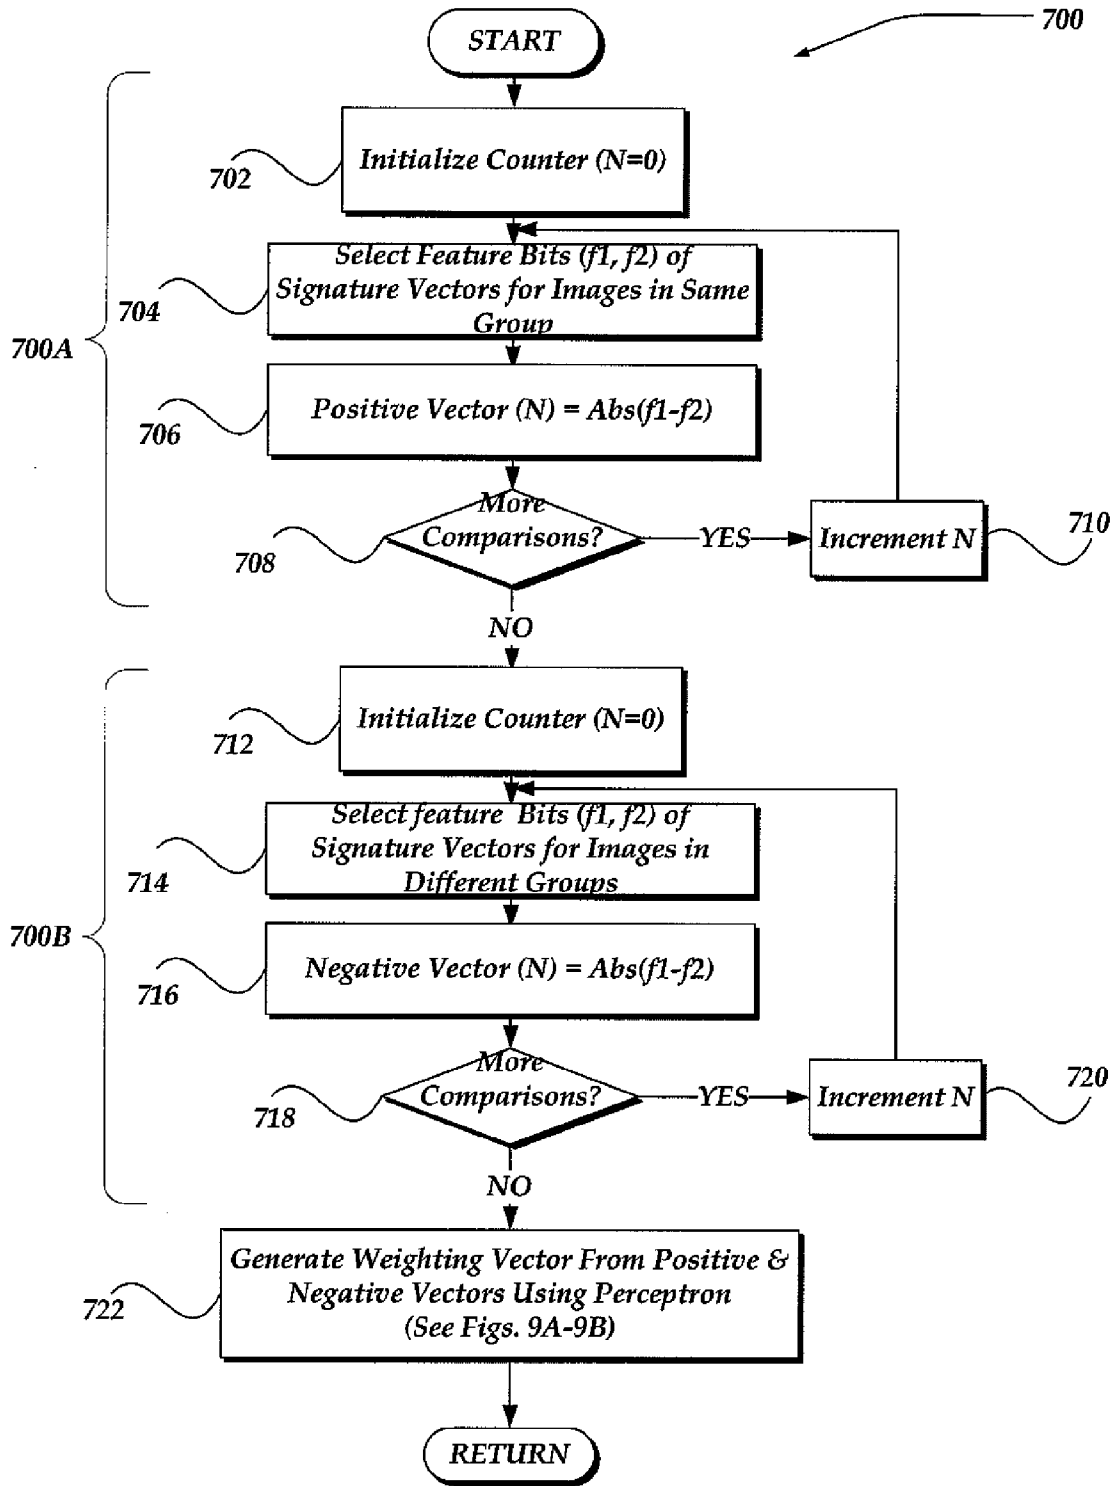 700
START
Initialize Counter (N=0)
702
Select Feature Bits (f1, f2) of
Signature Vectors for Images in Same
Group
704
700A
Positive Vector (N) = Abs(f1-f2)
706
More
Comparisons?
708
YES
Increment N
710
NO
Initialize Counter (N=0)
712
Select feature Bits (f1, f2) of
Signature Vectors for Images in
Different Groups
714
700B
Negative Vector (N) = Abs(f1-f2)
716
More
Comparisons?
718
YES
Increment N
720
NO
Generate Weighting Vector From Positive &
Negative Vectors Using Perceptron
(See Figs. 9A-9B)
722
RETURN